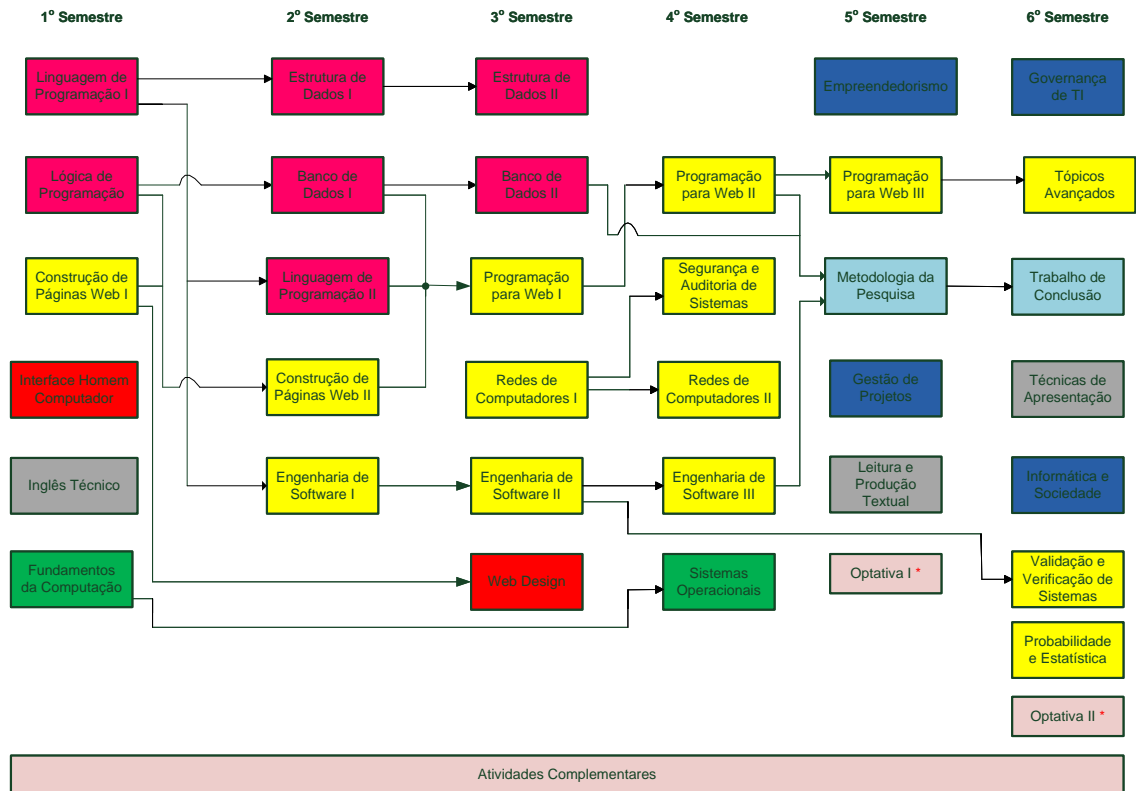 1º Semestre
2º Semestre
3º Semestre
4º Semestre
5º Semestre
6º Semestre
Linguagem de
Programação I
Estrutura de
Dados I
Estrutura de
Dados II
Empreendedorismo
Governança
de TI
Lógica de
Programação
Banco de
Dados I
Banco de
Dados II
Programação
para Web II
Programação
para Web III
Tópicos
Avançados
Construção de
Páginas Web I
Linguagem de
Programação II
Programação
para Web I
Segurança e
Auditoria de
Sistemas
Metodologia da
Pesquisa
Trabalho de
Conclusão
Interface Homem
Computador
Construção de
Páginas Web II
Redes de
Computadores I
Redes de
Computadores II
Gestão de
Projetos
Técnicas de
Apresentação
Inglês Técnico
Engenharia de
Software I
Engenharia de
Software II
Engenharia de
Software III
Leitura e
Produção
Textual
Informática e
Sociedade
Fundamentos
da Computação
Web Design
Sistemas
Operacionais
Optativa I *
Validação e
Verificação de
Sistemas
Probabilidade
e Estatística
Optativa II *
Atividades Complementares